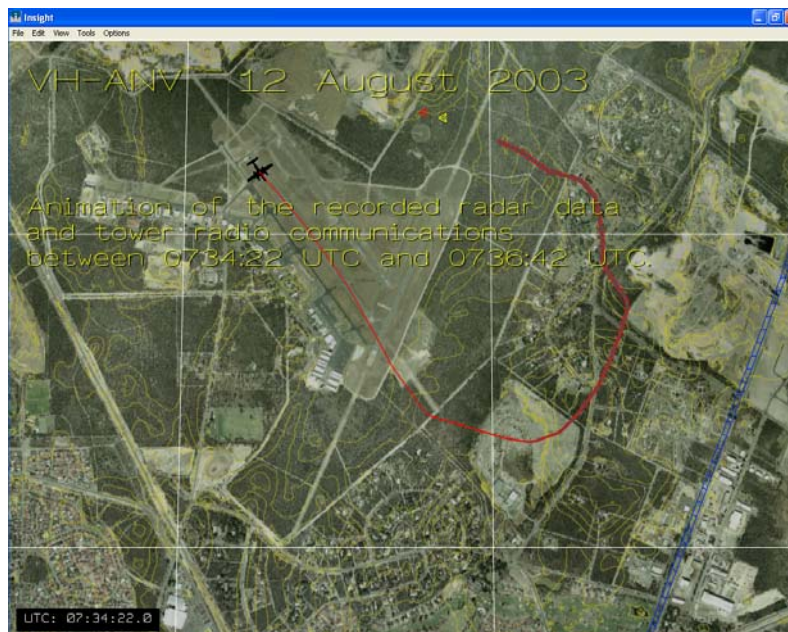 Insight
File Edit View Tools Options
VH-ANV 12 August 2003
Animation of the recorded radar data
and tower radio communications
between 0734:22 UTC and 0736:42 UTC.
UTC: 07:34:22.0